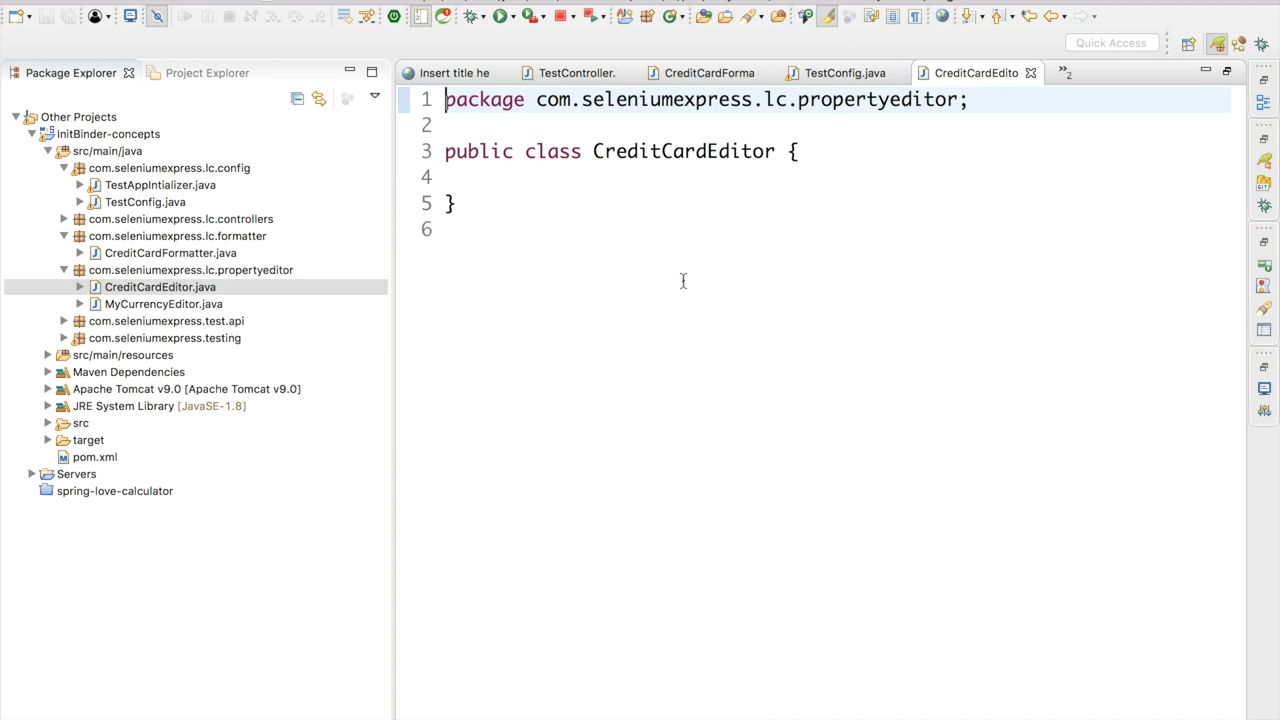 Quick Access
Package Explorer
Project Explorer
Insert title he
TestController.
CreditCardForma
TestConfig.java
CreditCardEdito
»2
Other Projects
InitBinder-concepts
src/main/java
com.seleniumexpress.lc.config
TestAppIntializer.java
TestConfig.java
com.seleniumexpress.lc.controllers
com.seleniumexpress.lc.formatter
CreditCardFormatter.java
com.seleniumexpress.lc.propertyeditor
CreditCardEditor.java
MyCurrencyEditor.java
com.seleniumexpress.test.api
com.seleniumexpress.testing
src/main/resources
Maven Dependencies
Apache Tomcat v9.0 [Apache Tomcat v9.0]
JRE System Library [JavaSE-1.8]
src
target
pom.xml
Servers
spring-love-calculator
1 package com.seleniumexpress.lc.propertyeditor;
2
3 public class CreditCardEditor {
4
5 }
6